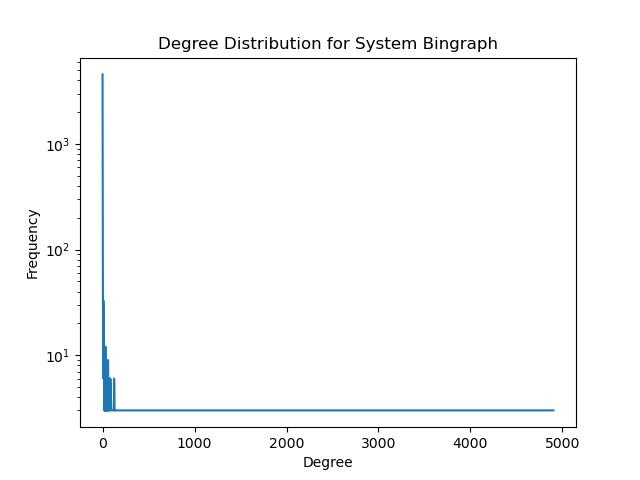 Degree Distribution for System Bingraph
10³
10²
10¹
Frequency
0 1000 2000 3000 4000 5000
Degree